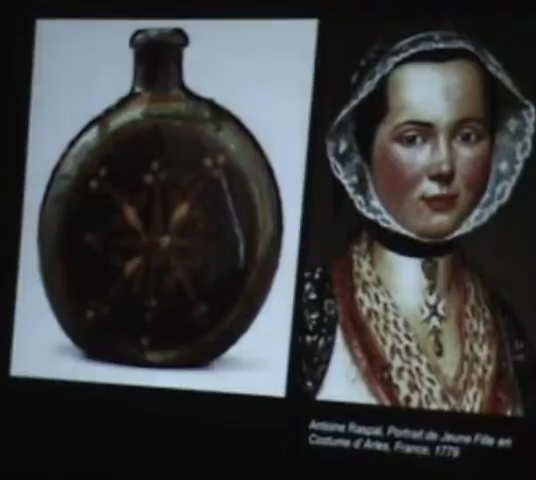 Antoine Raspal, Portrait de Jeune Fille en
Costume d'Arles, France, 1779